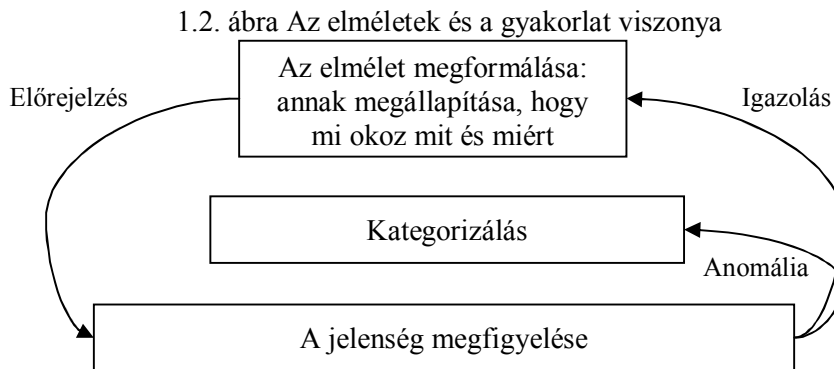 1.2. ábra Az elméletek és a gyakorlat viszonya
Az elmélet megformálása:
annak megállapítása, hogy
mi okoz mit és miért
Előrejelzés
Igazolás
Kategorizálás
Anomália
A jelenség megfigyelése